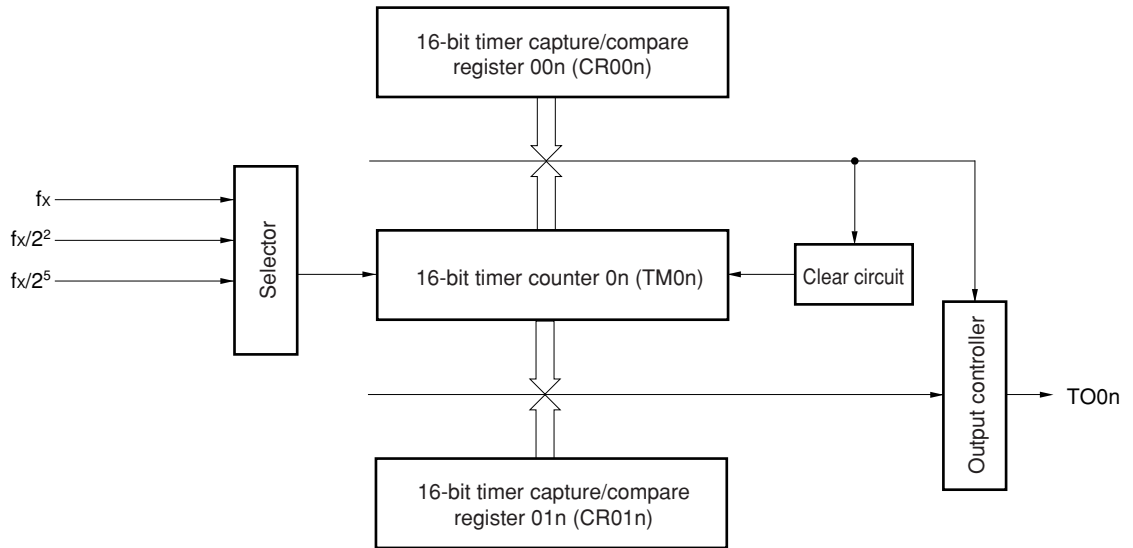 16-bit timer capture/compare
register 00n (CR00n)
fx
fx/2²
fx/2⁵
Selector
16-bit timer counter 0n (TM0n)
Clear circuit
Output controller
TO0n
16-bit timer capture/compare
register 01n (CR01n)